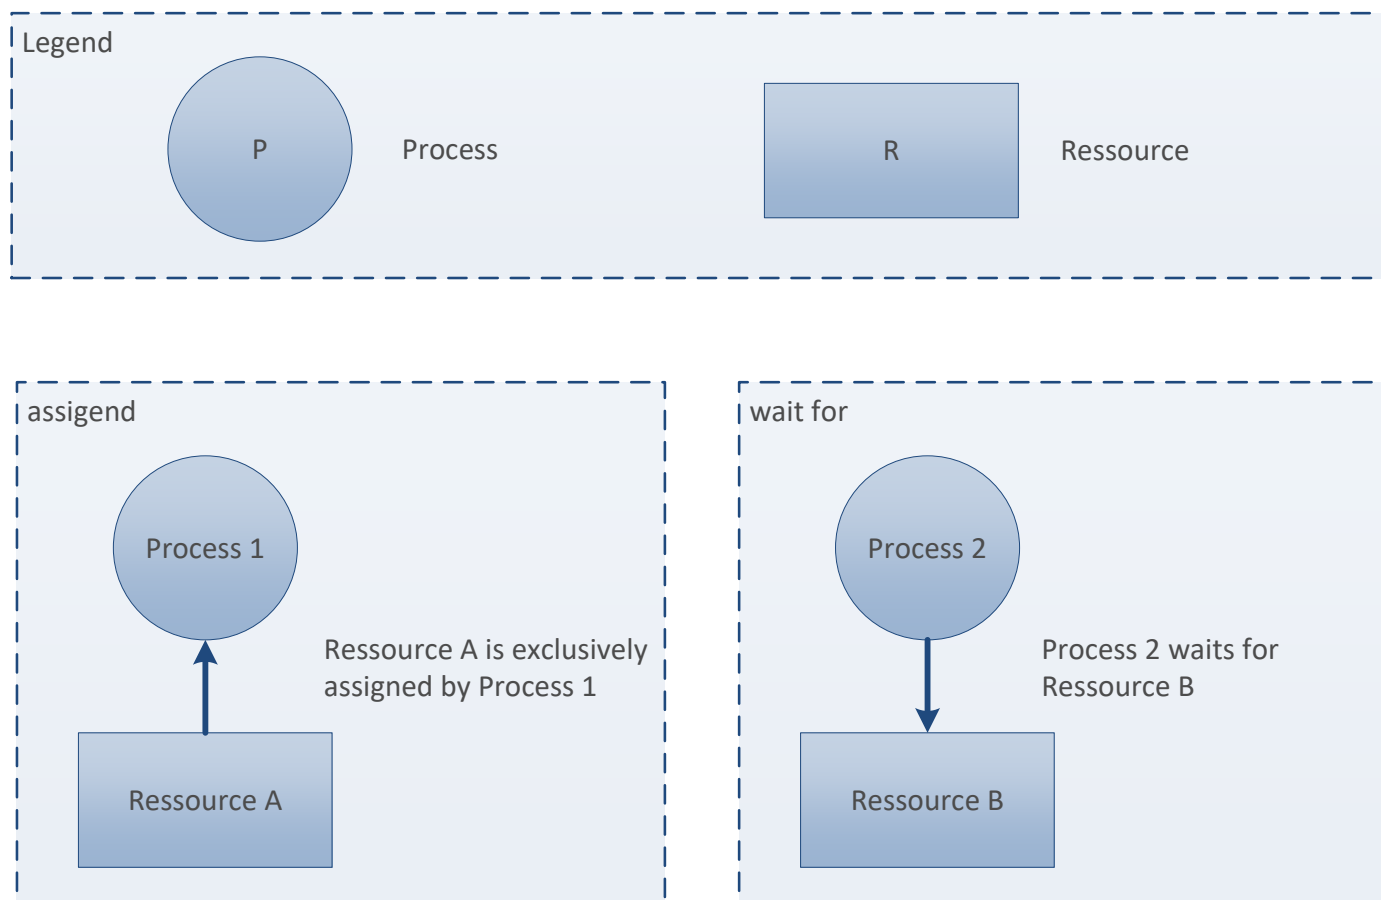 Legend
P
Process
R
Ressource
assigend
Process 1
Ressource A is exclusively
assigned by Process 1
Ressource A
wait for
Process 2
Process 2 waits for
Ressource B
Ressource B